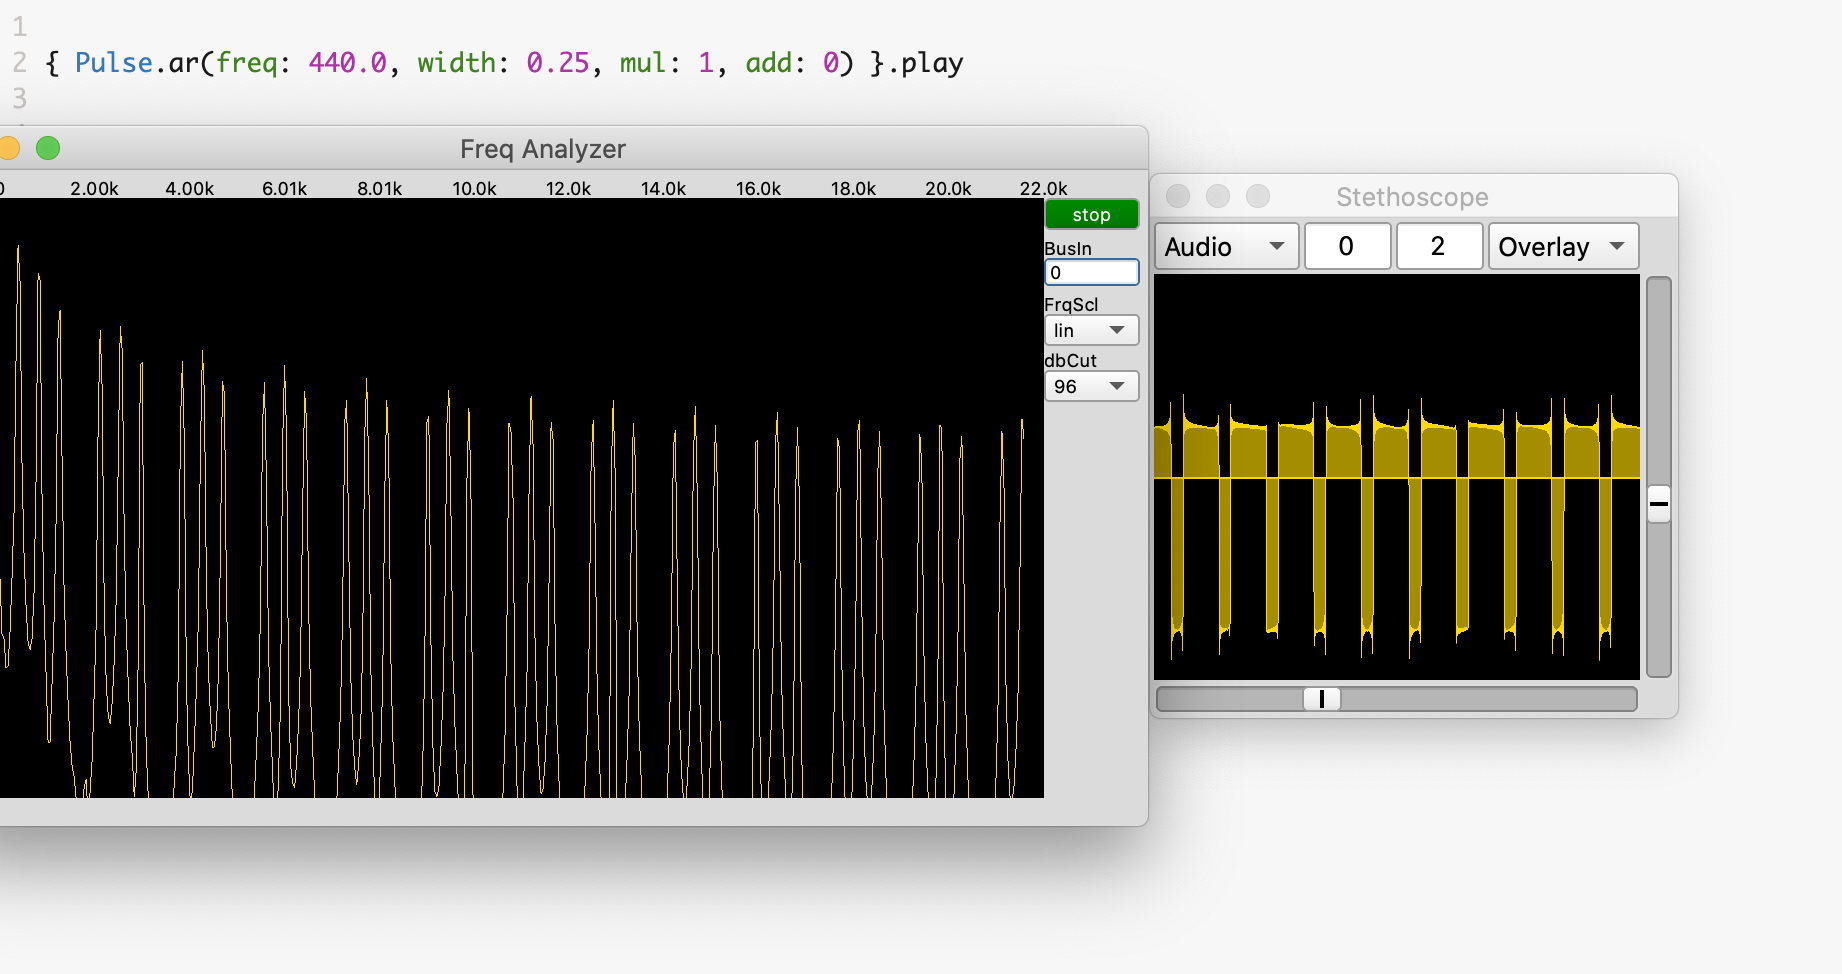 1
2 { Pulse.ar(freq: 440.0, width: 0.25, mul: 1, add: 0) }.play
3
Freq Analyzer
0 2.00k 4.00k 6.01k 8.01k 10.0k 12.0k 14.0k 16.0k 18.0k 20.0k 22.0k
stop
BusIn
0
FrqScl
lin
dbCut
96
Stethoscope
Audio 0 2 Overlay